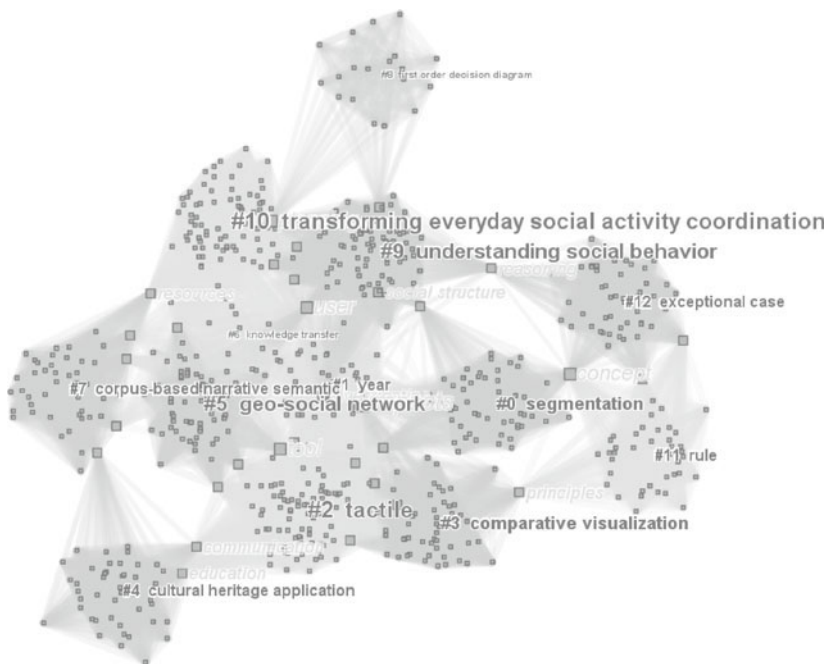 #8 first order decision diagram
#10 transforming everyday social activity coordination
#9 understanding social behavior
reasoning
resources
social structure
#12 exceptional case
user
#6 knowledge transfer
concept
#7 corpus-based narrative semantic
#1 year
#5 geo-social network
#0 segmentation
tool
#11 rule
principles
#2 tactile
#3 comparative visualization
communication
education
#4 cultural heritage application